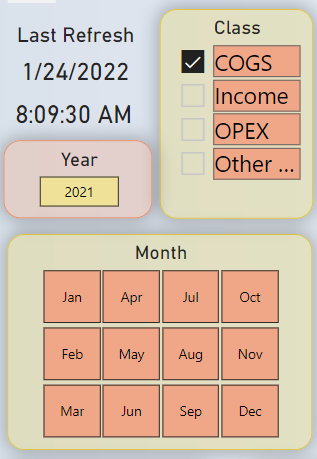 Last Refresh
1/24/2022
8:09:30 AM
Year
2021
Class
COGS
Income
OPEX
Other ...
Month
Jan Apr Jul Oct
Feb May Aug Nov
Mar Jun Sep Dec